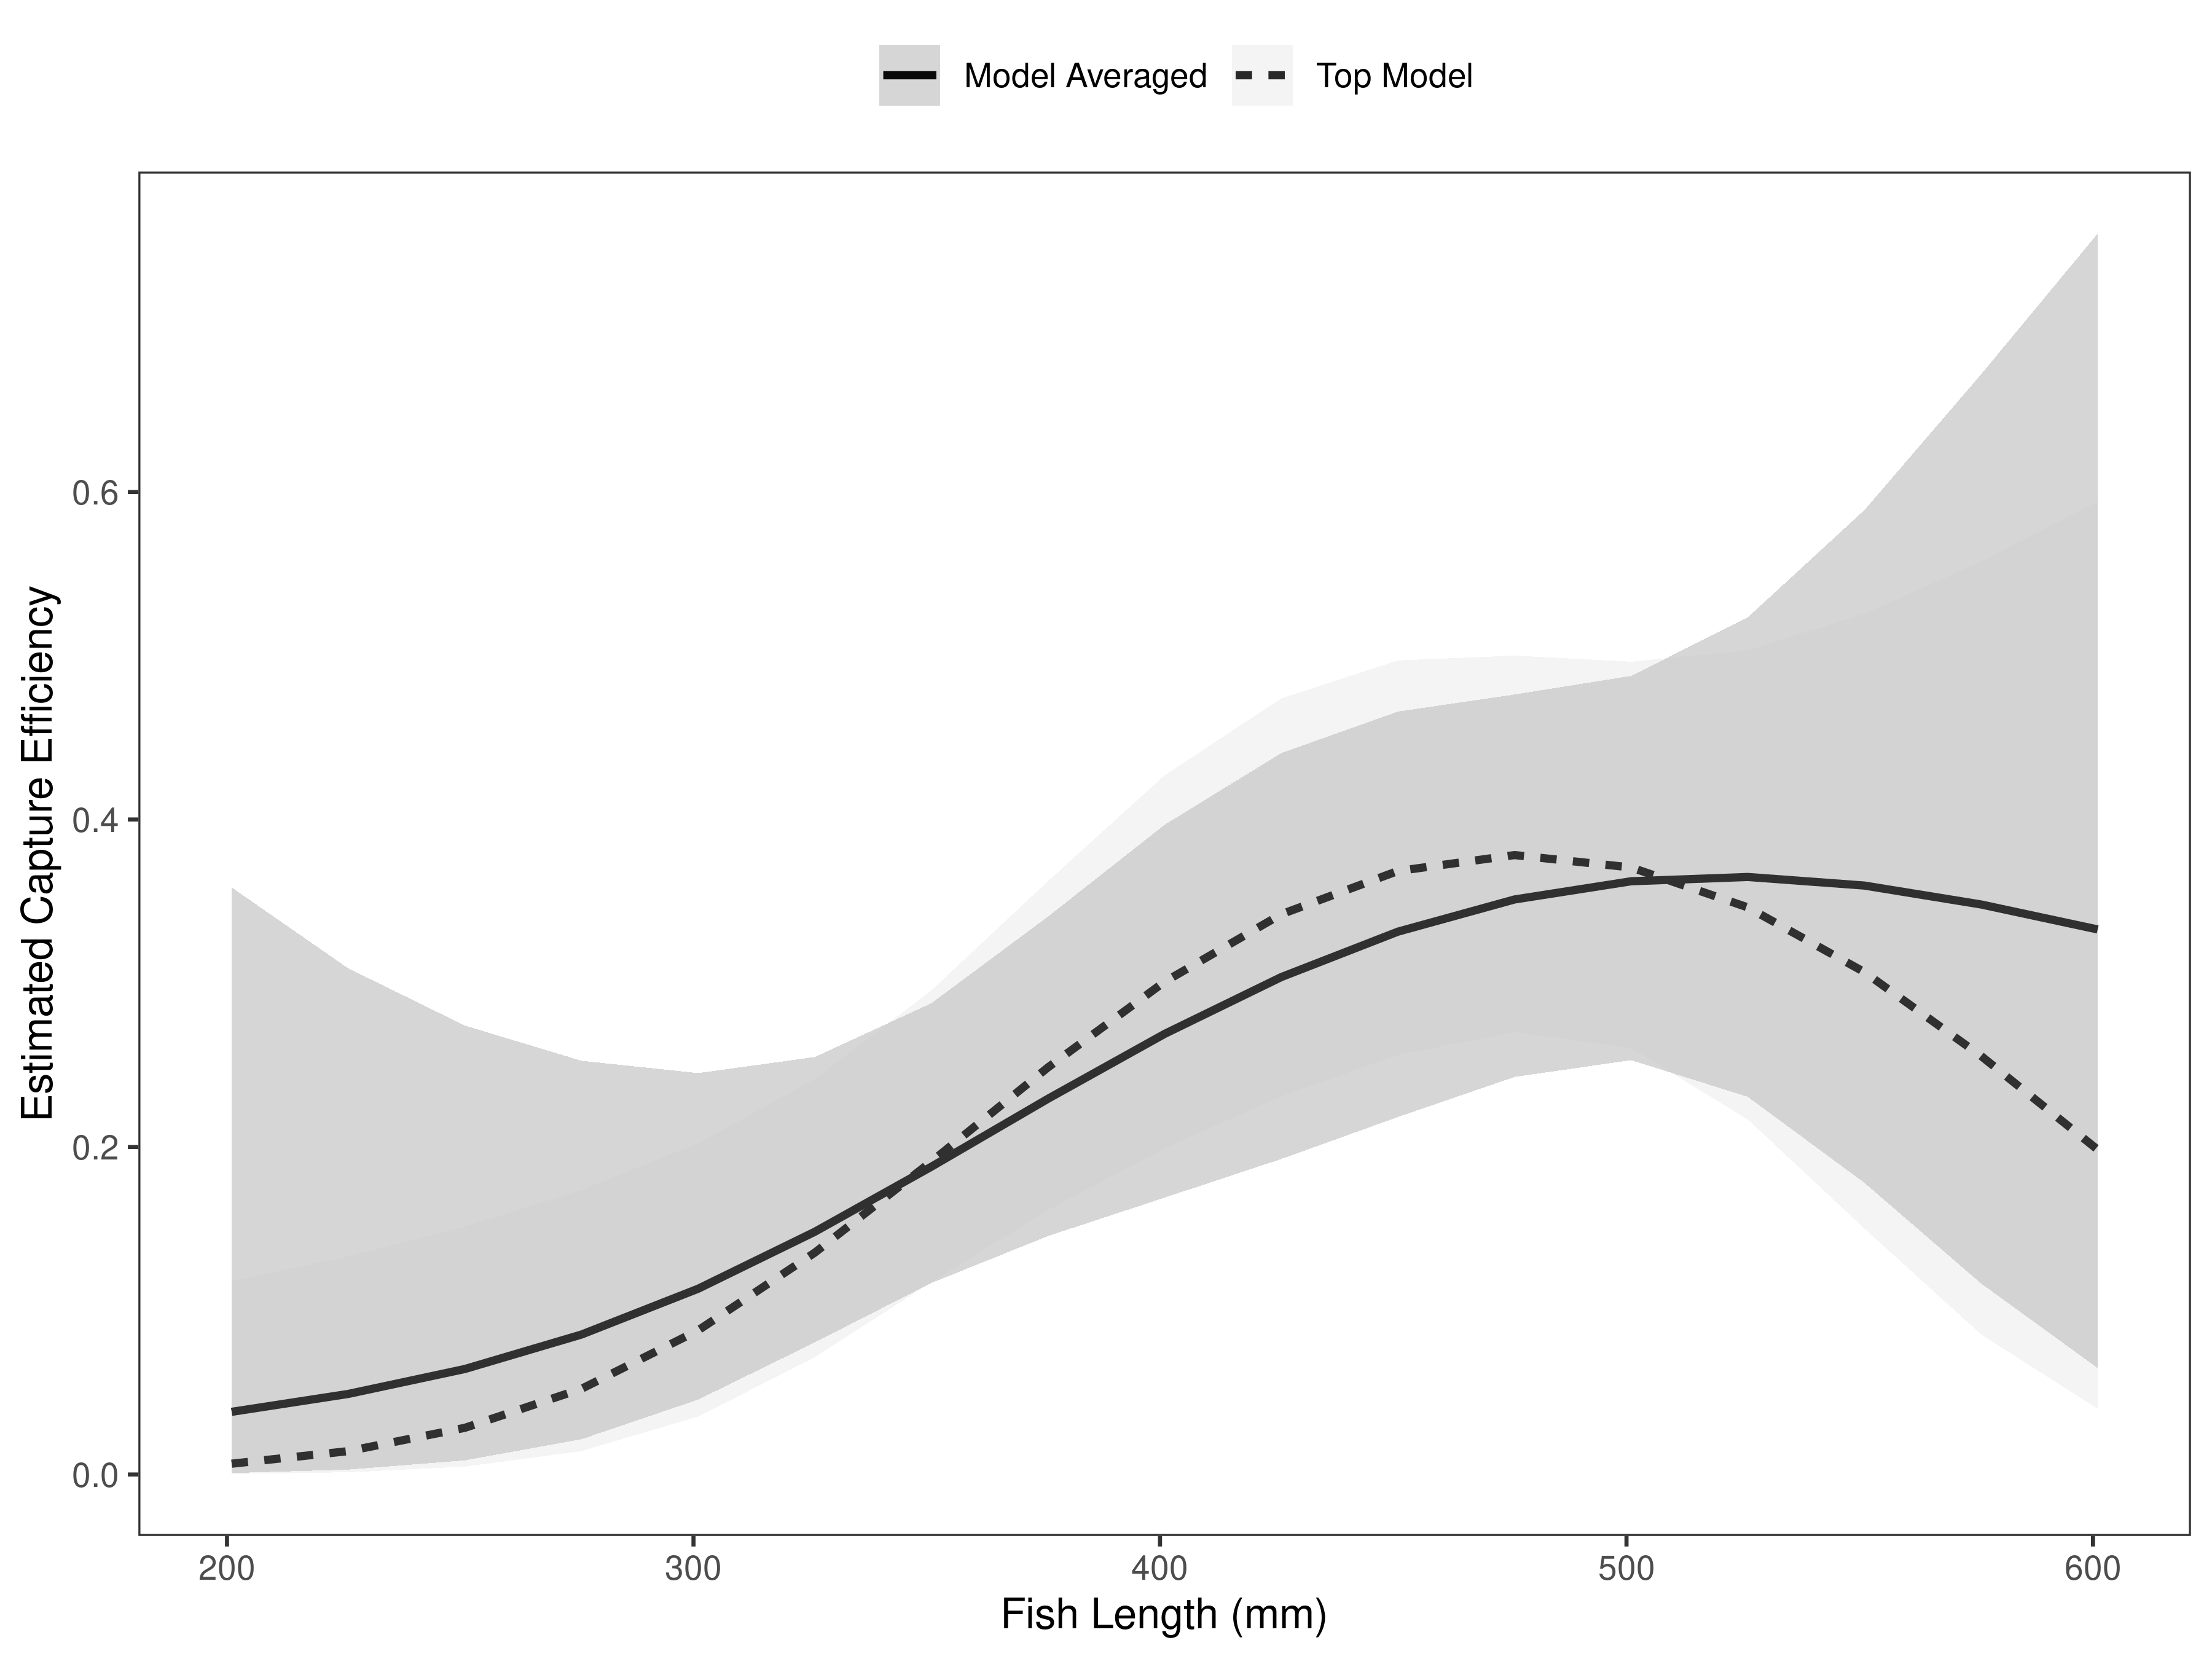 Model Averaged Top Model
Estimated Capture Efficiency
0.6
0.4
0.2
0.0
200 300 400 500 600
Fish Length (mm)